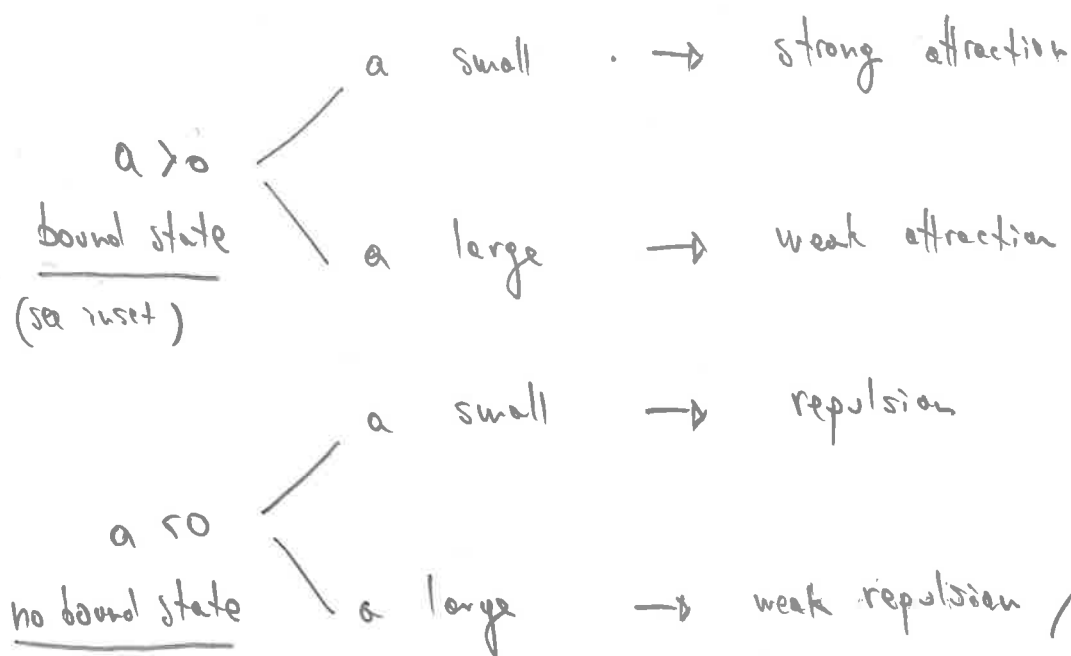 a small → strong attraction
a > 0
bound state
a large → weak attraction
(see inset)
a small → repulsion
a < 0
no bound state a large → weak repulsion /